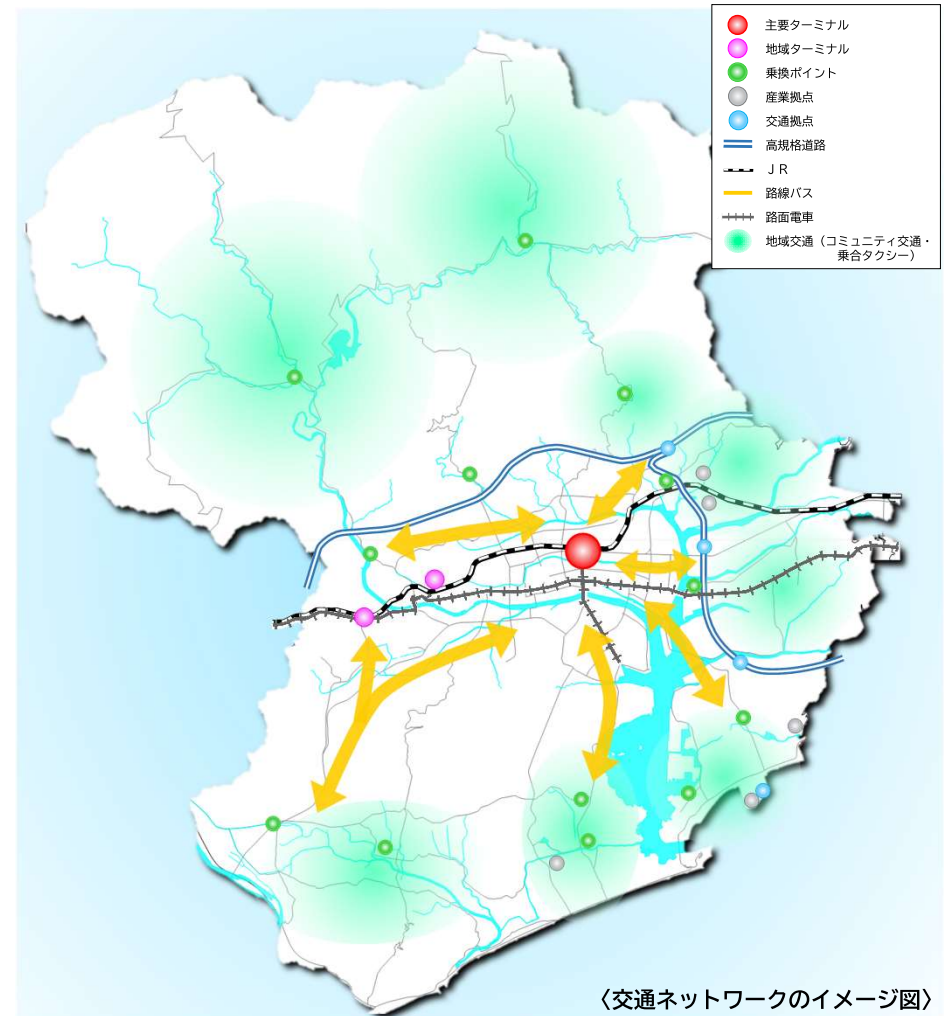 主要ターミナル
地域ターミナル
乗換ポイント
産業拠点
交通拠点
高規格道路
ＪＲ
路線バス
路面電車
地域交通（コミュニティ交通・
乗合タクシー）
〈交通ネットワークのイメージ図〉